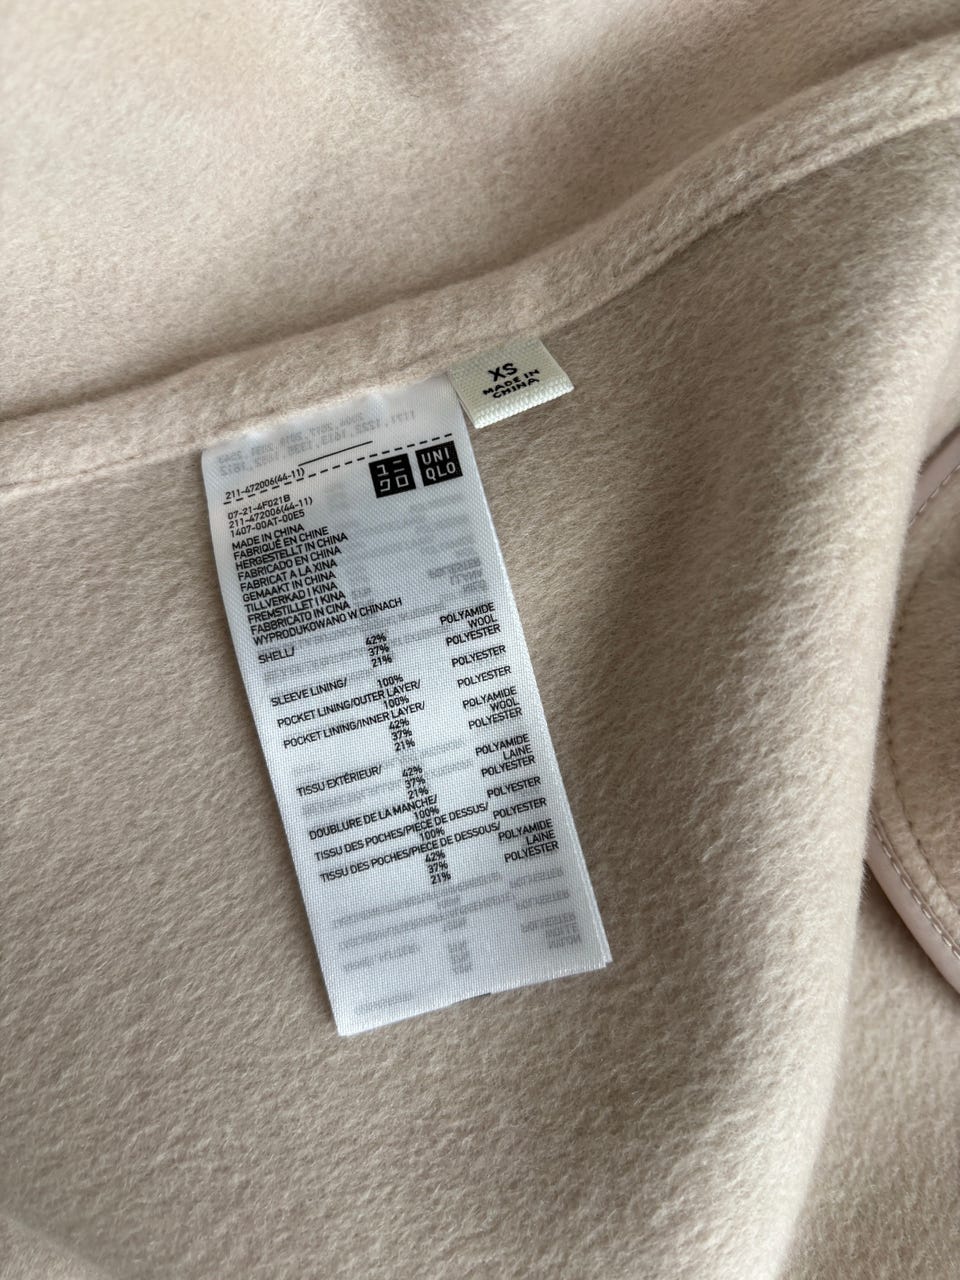 XS
MADE IN
CHINA
211-472006(44-11)
ユニ
クロ
UNI
QLO
07-21-4F021B
211-472006(44-11)
1407-00AT-00E5
MADE IN CHINA
FABRIQUÉ EN CHINE
HERGESTELLT IN CHINA
FABRICADO EN CHINA
FABRICAT A LA XINA
GEMAAKT IN CHINA
TILLVERKAD I KINA
FREMSTILLET I KINA
FABBRICATO IN CINA
WYPRODUKOWANO W CHINACH
SHELL/ 42% POLYAMIDE
37% WOOL
21% POLYESTER
SLEEVE LINING/
100% POLYESTER
POCKET LINING/OUTER LAYER/
100% POLYESTER
POCKET LINING/INNER LAYER/
42% POLYAMIDE
37% WOOL
21% POLYESTER
TISSU EXTÉRIEUR/ 42% POLYAMIDE
37% LAINE
21% POLYESTER
DOUBLURE DE LA MANCHE/
100% POLYESTER
TISSU DES POCHES/PIECE DE DESSUS/
100% POLYESTER
TISSU DES POCHES/PIECE DE DESSOUS/
42% POLYAMIDE
37% LAINE
21% POLYESTER